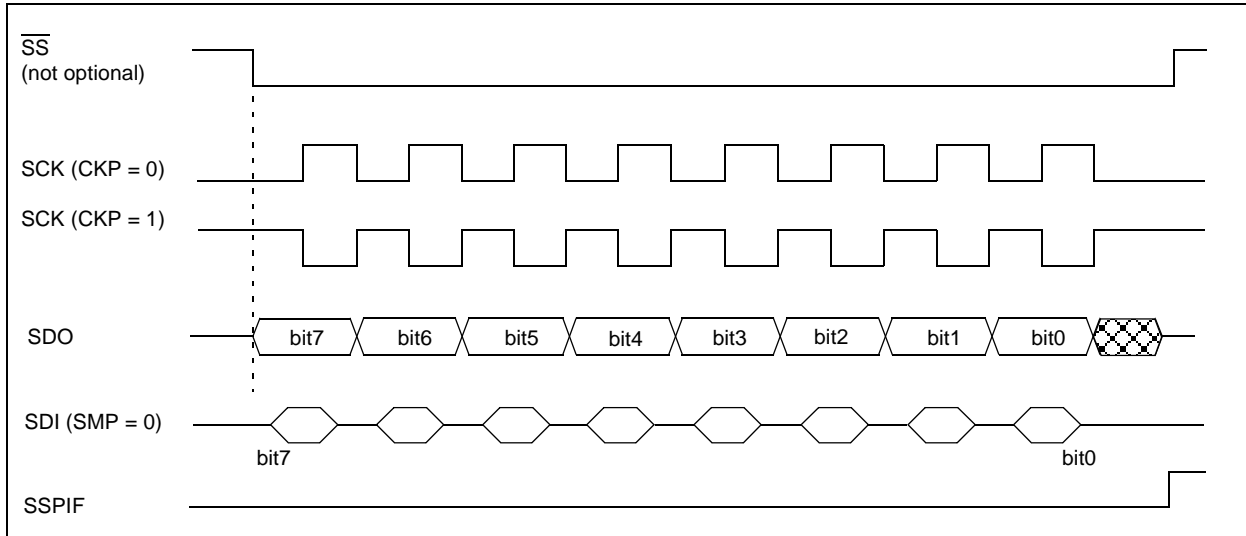 SS
(not optional)
SCK (CKP = 0)
SCK (CKP = 1)
SDO
bit7 bit6 bit5 bit4 bit3 bit2 bit1 bit0
SDI (SMP = 0)
bit7 bit0
SSPIF